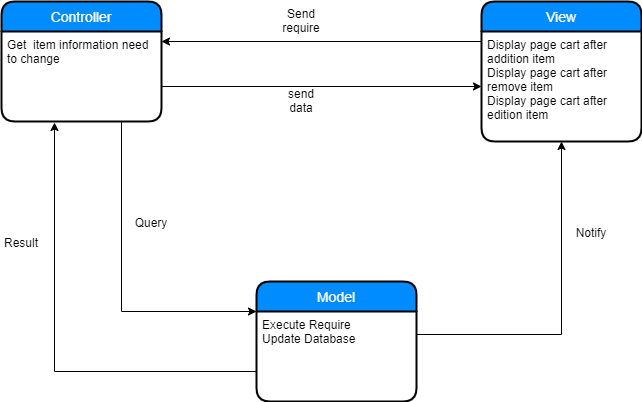 Controller
Get item information need
to change
Send
require
View
Display page cart after
addition item
Display page cart after
remove item
Display page cart after
edition item
send
data
Result
Query
Notify
Model
Execute Require
Update Database